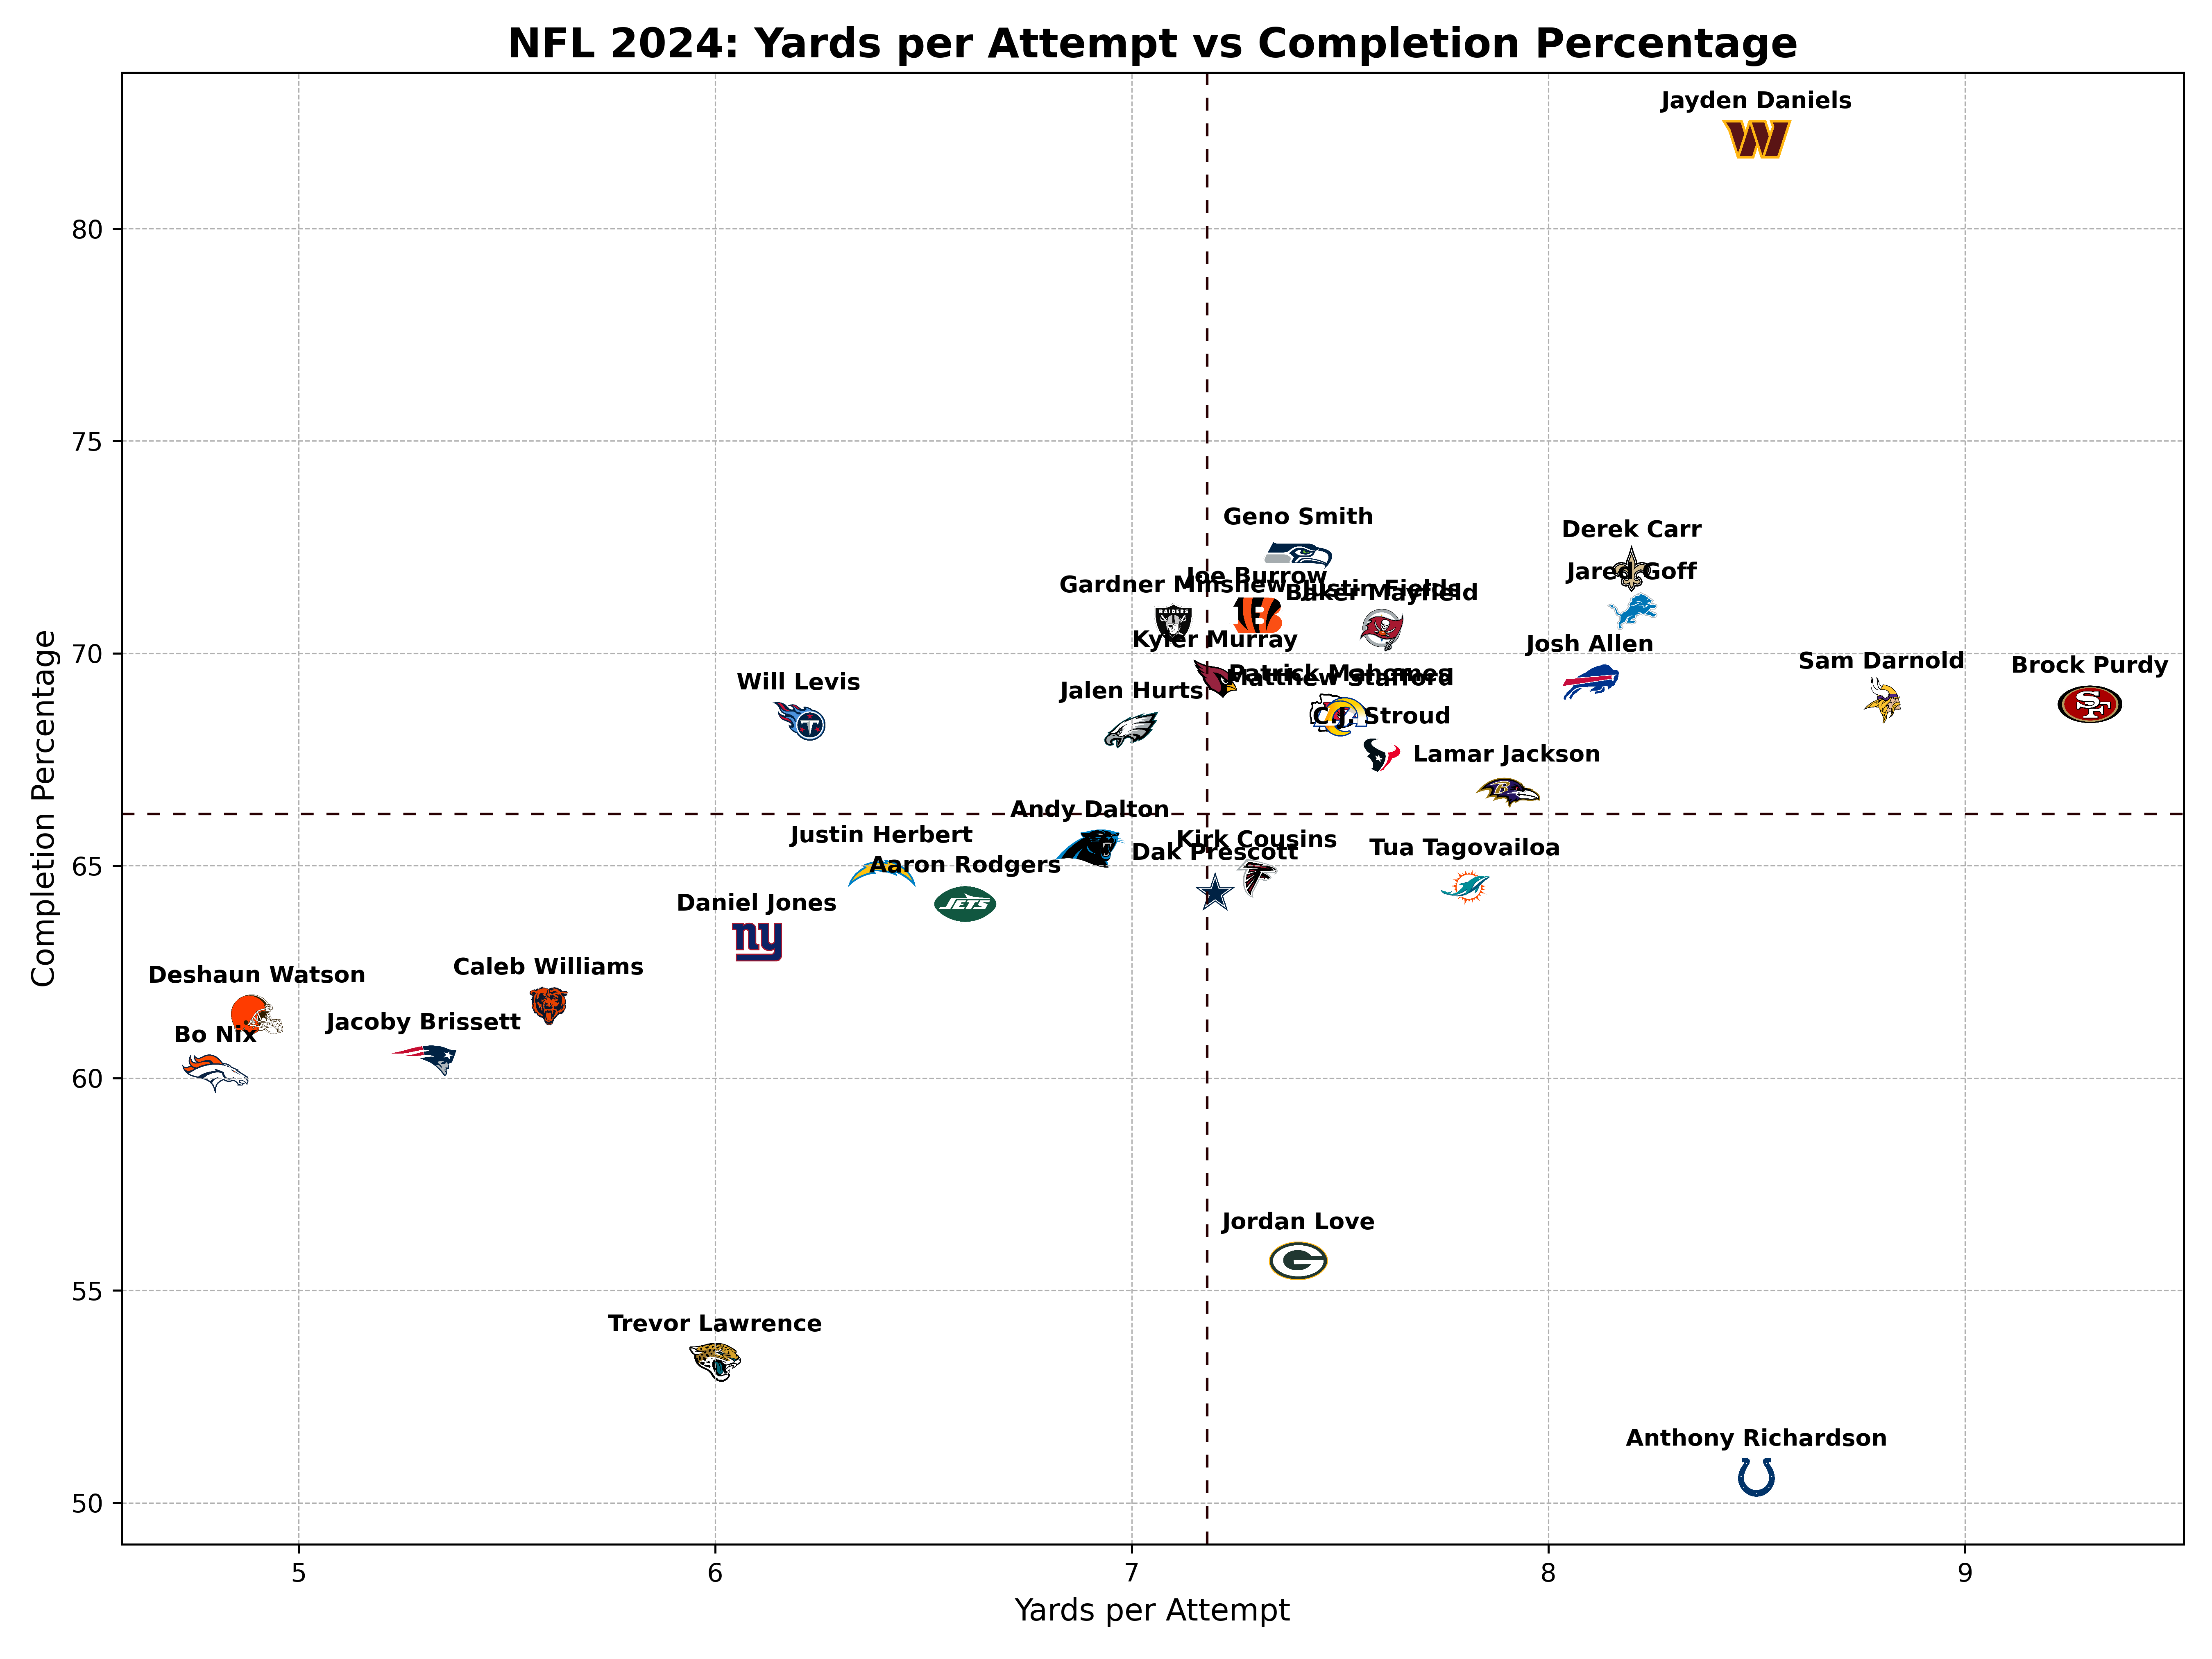 NFL 2024: Yards per Attempt vs Completion Percentage
Jayden Daniels
80
75
Geno Smith
Derek Carr
Joe Burrow
Jared Goff
Gardner Minshew
Justin Fields
Baker Mayfield
RAIDERS
70
Kyler Murray
Josh Allen
Sam Darnold
Brock Purdy
Patrick Mahomes
Matthew Stafford
Will Levis
Jalen Hurts
SF
C.J. Stroud
Lamar Jackson
Andy Dalton
Justin Herbert
Kirk Cousins
Dak Prescott
Tua Tagovailoa
65
Aaron Rodgers
JETS
Daniel Jones
ny
Caleb Williams
Deshaun Watson
Jacoby Brissett
Bo Nix
60
Jordan Love
G
55
Trevor Lawrence
Anthony Richardson
50
5
6
7
8
9
Yards per Attempt
Completion Percentage